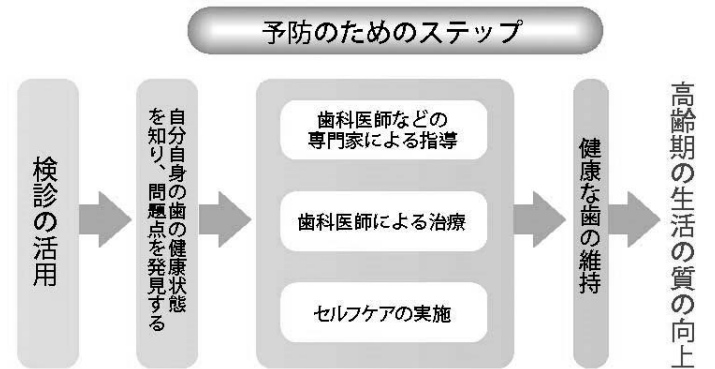 予防のためのステップ
検診の活用
自分自身の歯の健康状態
を知り、問題点を発見する
歯科医師などの
専門家による指導
歯科医師による治療
セルフケアの実施
健康な歯の維持
高齢期の生活の質の向上